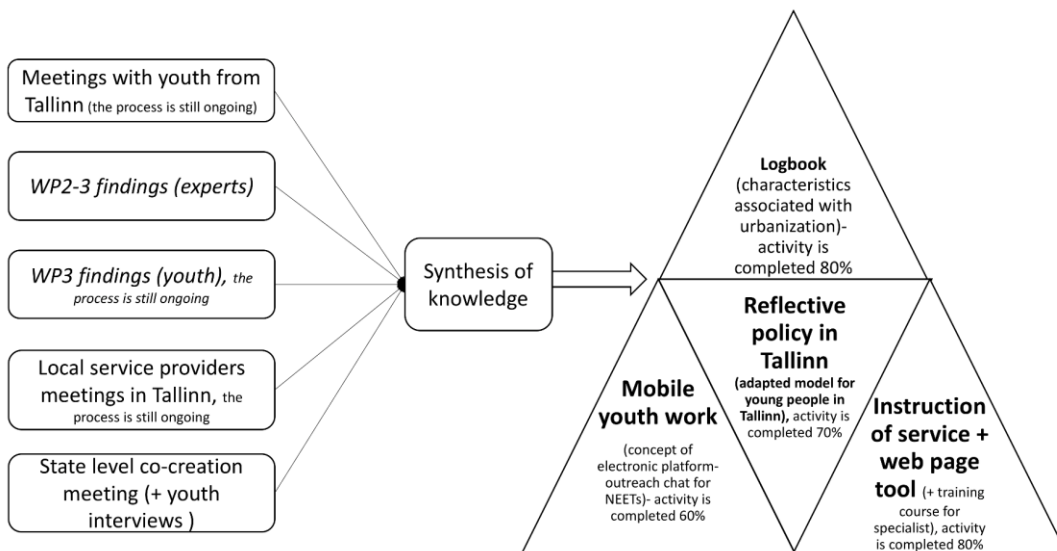 Meetings with youth from
Tallinn (the process is still ongoing)
WP2-3 findings (experts)
WP3 findings (youth), the
process is still ongoing
Local service providers
meetings in Tallinn, the
process is still ongoing
State level co-creation
meeting (+ youth
interviews )
Synthesis of
knowledge
Logbook
(characteristics
associated with
urbanization)-
activity is
completed 80%
Reflective
policy in
Tallinn
(adapted model for
young people in
Tallinn), activity is
completed 70%
Mobile
youth work
(concept of
electronic platform-
outreach chat for
NEETs)- activity is
completed 60%
Instruction
of service +
web page
tool (+ training
course for
specialist), activity
is completed 80%